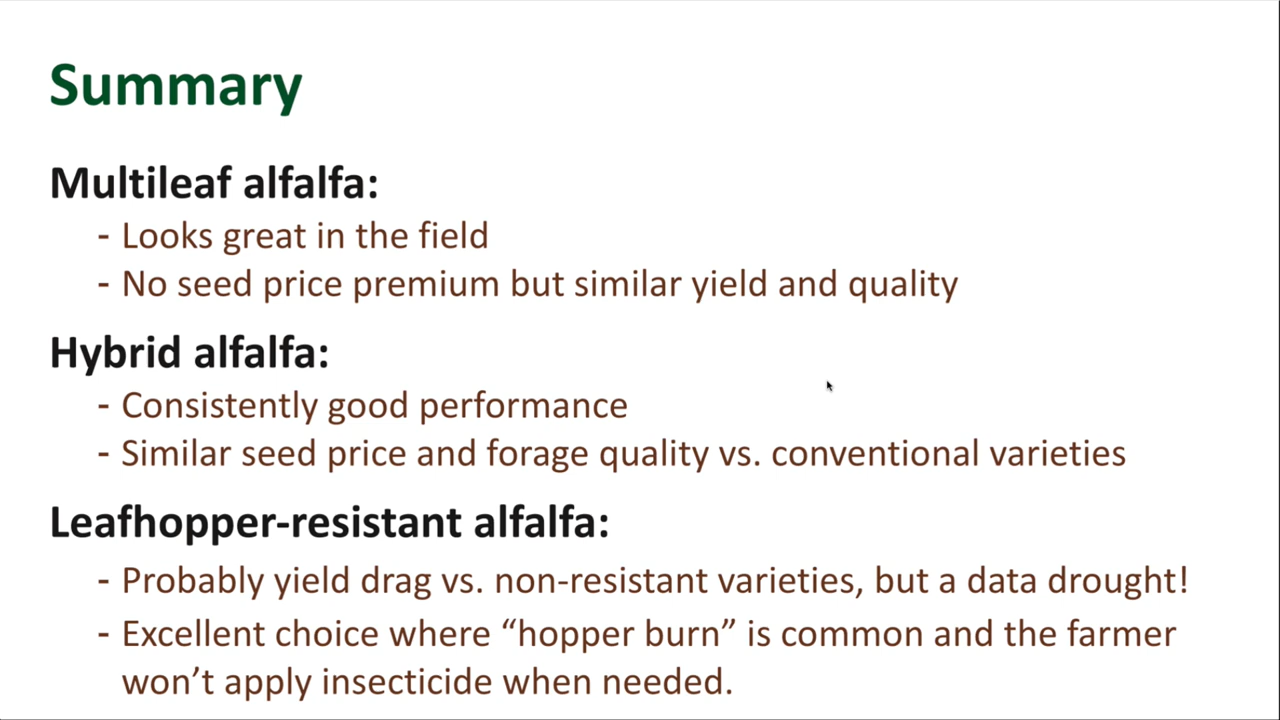 Summary
Multileaf alfalfa:
- Looks great in the field
- No seed price premium but similar yield and quality
Hybrid alfalfa:
- Consistently good performance
- Similar seed price and forage quality vs. conventional varieties
Leafhopper-resistant alfalfa:
- Probably yield drag vs. non-resistant varieties, but a data drought!
- Excellent choice where “hopper burn” is common and the farmer
won’t apply insecticide when needed.